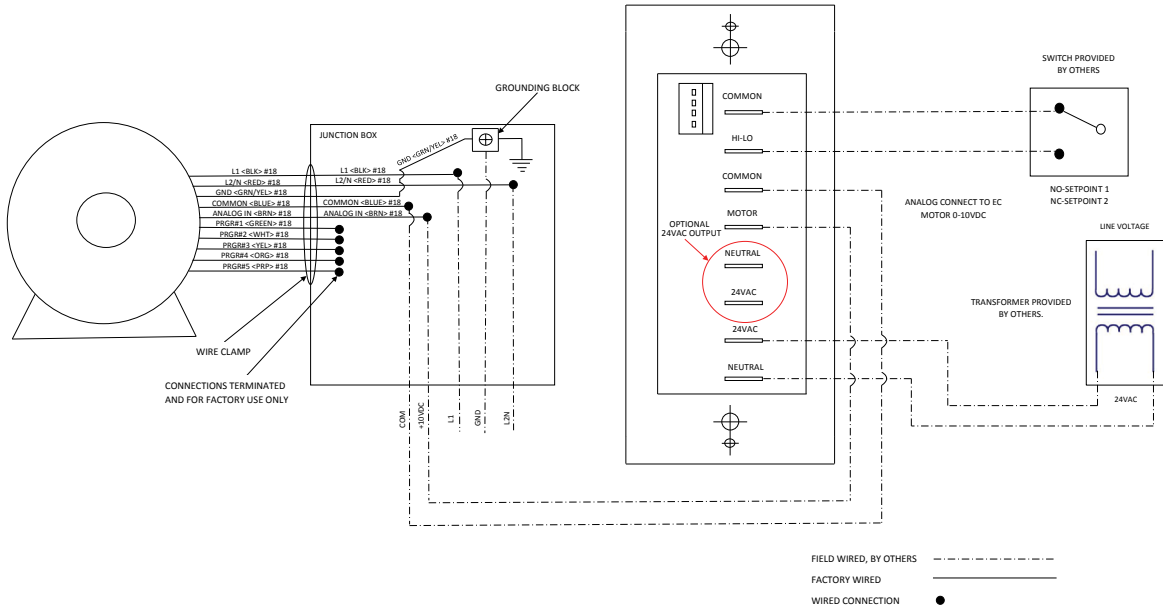 GROUNDING BLOCK
JUNCTION BOX
GND <GRN/YEL> #18
L1 <BLK> #18
L2/N <RED> #18
GND <GRN/YEL> #18
COMMON <BLUE> #18
ANALOG IN <BRN> #18
PRGR#1 <GREEN> #18
PRGR#2 <WHT> #18
PRGR#3 <YEL> #18
PRGR#4 <ORG> #18
PRGR#5 <PRP> #18
L1 <BLK> #18
L2/N <RED> #18
COMMON <BLUE> #18
ANALOG IN <BRN> #18
WIRE CLAMP
CONNECTIONS TERMINATED
AND FOR FACTORY USE ONLY
COM
+10VDC
L1
GND
L2N
COMMON
HI-LO
COMMON
MOTOR
OPTIONAL
24VAC OUTPUT
NEUTRAL
24VAC
24VAC
NEUTRAL
SWITCH PROVIDED
BY OTHERS
NO-SETPOINT 1
NC-SETPOINT 2
ANALOG CONNECT TO EC
MOTOR 0-10VDC
LINE VOLTAGE
TRANSFORMER PROVIDED
BY OTHERS.
24VAC
FIELD WIRED, BY OTHERS
FACTORY WIRED
WIRED CONNECTION